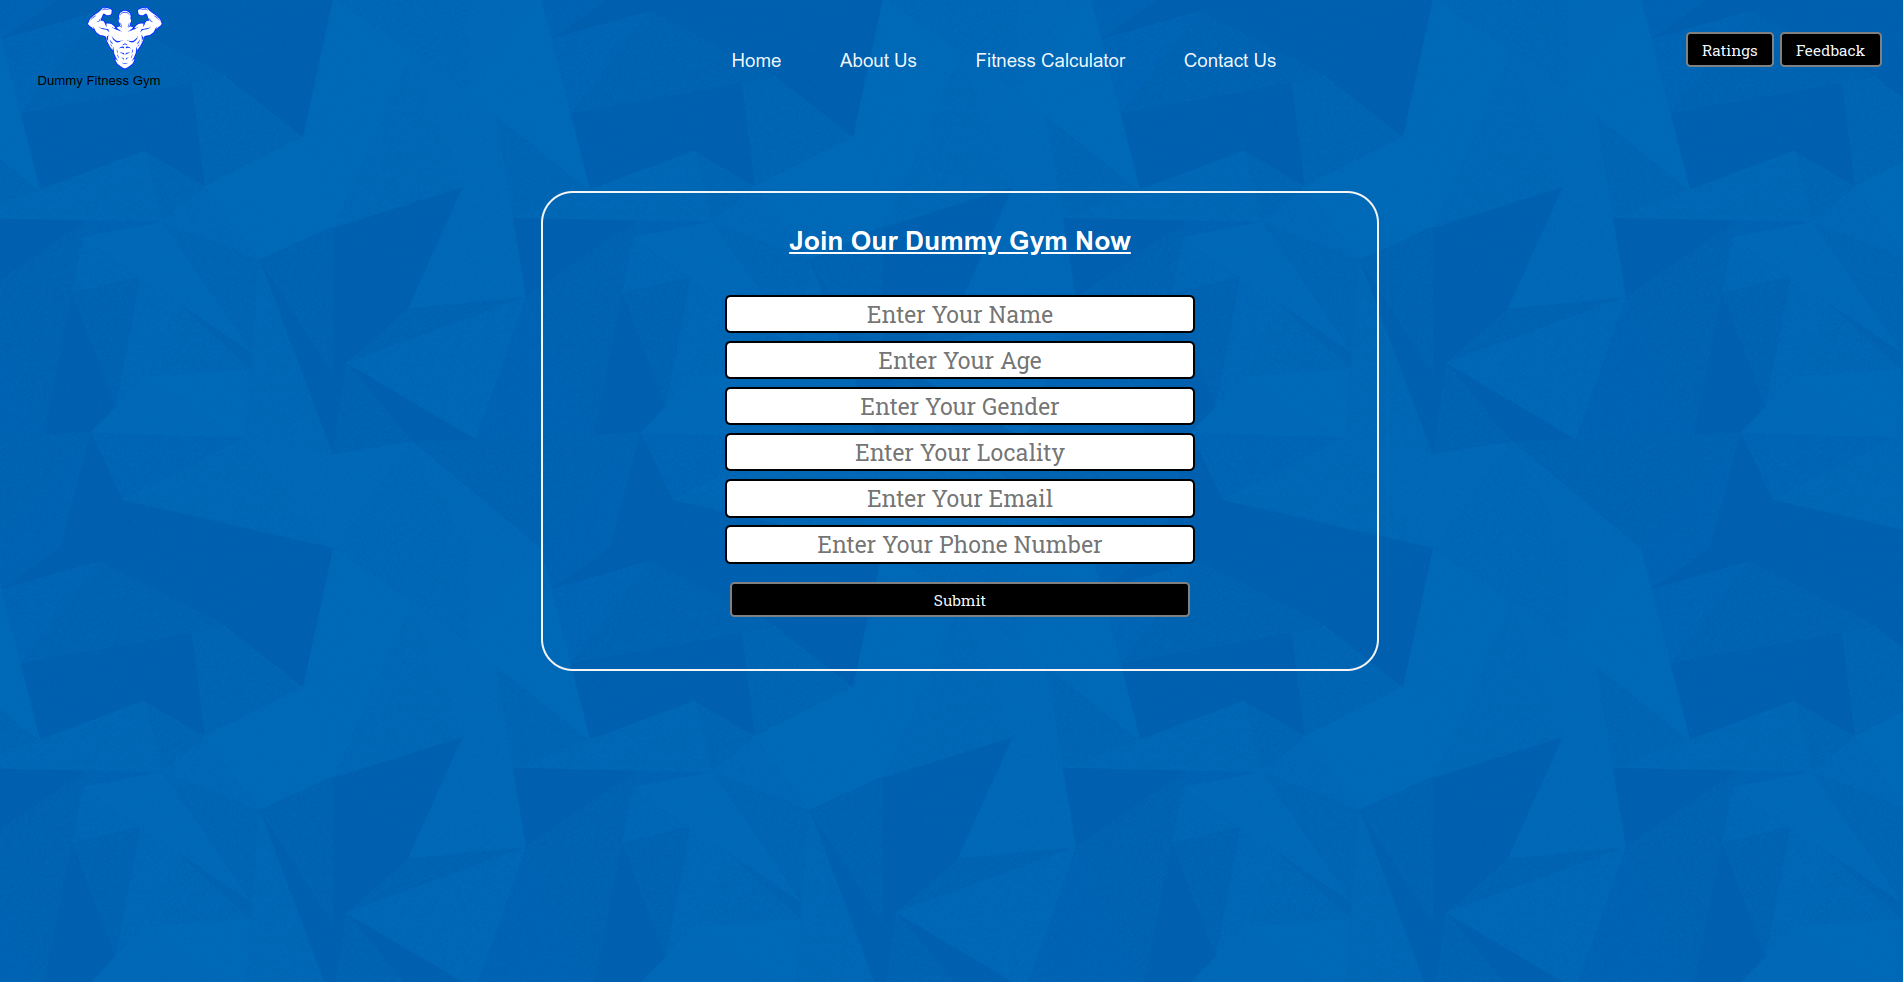 Dummy Fitness Gym
Home About Us Fitness Calculator Contact Us
Ratings Feedback
Join Our Dummy Gym Now
Enter Your Name
Enter Your Age
Enter Your Gender
Enter Your Locality
Enter Your Email
Enter Your Phone Number
Submit